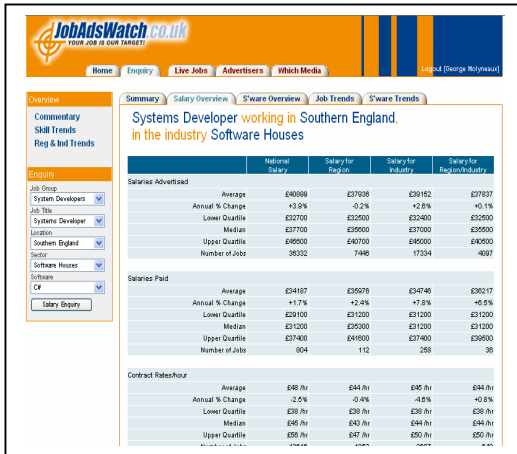 JobAdsWatch.co.uk
YOUR JOB IS OUR TARGET!
Home Enquiry Live Jobs Advertisers Which Media
Logout [George Molyneaux]
Overview
Commentary
Skill Trends
Reg & Ind Trends
Enquiry
Job Group
System Developers
Job Title
Systems Developer
Location
Southern England
Sector
Software Houses
Software
C#
Salary Enquiry
Summary Salary Overview S'ware Overview Job Trends S'ware Trends
Systems Developer working in Southern England,
in the industry Software Houses
National Salary Salary for Region Salary for Industry Salary for Region/Industry
Salaries Advertised
Average £40899 £37936 £39152 £37837
Annual % Change +3.9% -0.2% +2.6% +0.1%
Lower Quartile £32700 £32500 £32400 £32500
Median £37700 £35600 £37000 £35500
Upper Quartile £46600 £40700 £45000 £40600
Number of Jobs 36332 7446 17334 4097
Salaries Paid
Average £34187 £35976 £34746 £36217
Annual % Change +1.7% +2.4% +7.8% +6.5%
Lower Quartile £29100 £31200 £31200 £31200
Median £31200 £35300 £31200 £31200
Upper Quartile £37400 £41600 £37400 £39500
Number of Jobs 804 112 258 36
Contract Rates/hour
Average £48 /hr £44 /hr £45 /hr £44 /hr
Annual % Change -2.5% -0.4% -4.6% +0.8%
Lower Quartile £38 /hr £38 /hr £38 /hr £38 /hr
Median £45 /hr £43 /hr £44 /hr £44 /hr
Upper Quartile £56 /hr £47 /hr £50 /hr £50 /hr